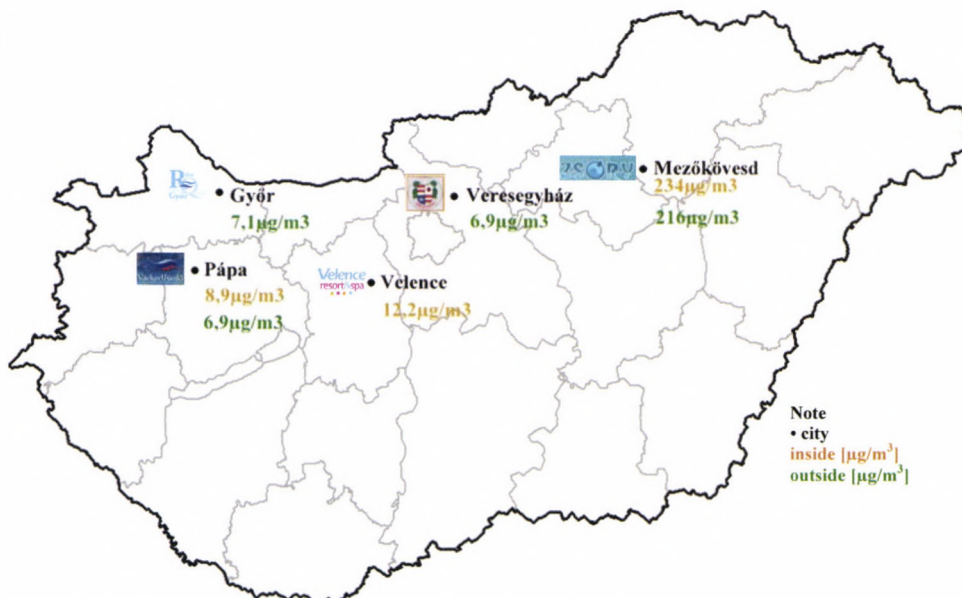 Mezőkövesd
234µg/m3
216µg/m3
Győr
7,1µg/m3
Veresegyház
6,9µg/m3
Pápa
8,9µg/m3
6,9µg/m3
Velence
resort&spa
Velence
12,2µg/m3
Note
• city
inside [µg/m³]
outside [µg/m³]